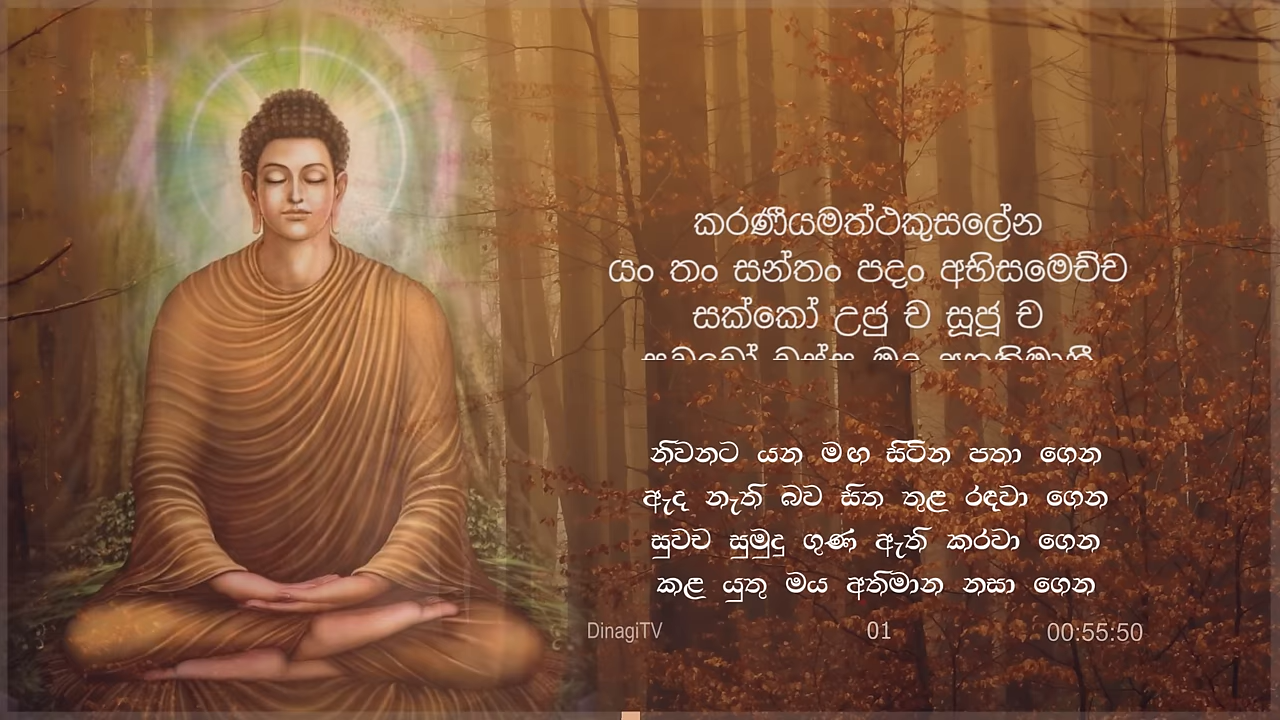 කරණීයමත්ථකුසලේන
යං තං සන්තං පදං අභිසමෙච්ච
සක්කෝ උජු ච සූජූ ච
නිවනට යන මඟ සිටින පතා ගෙන
ඇද නැති බව සිත තුළ රඳවා ගෙන
සුවච සුමුදු ගුණ ඇති කරවා ගෙන
කළ යුතු මය අතිමාන නසා ගෙන
DinagiTV 01 00:55:50